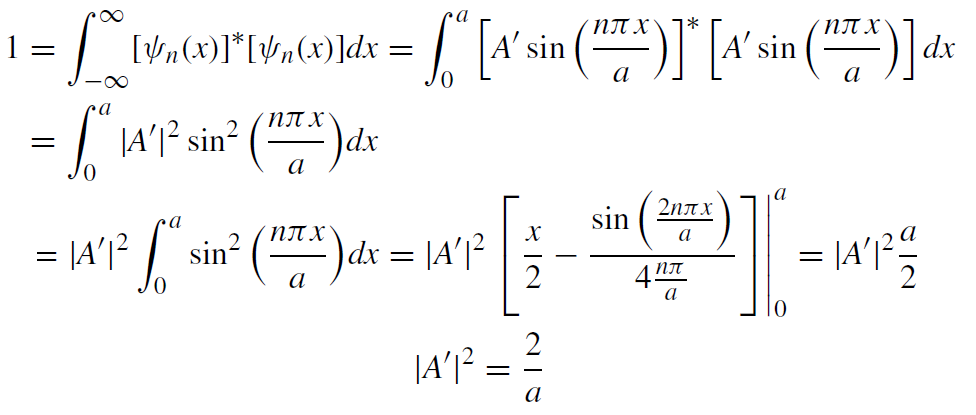 1 = ∫_{-∞}^{∞} [ψ_n(x)]*[ψ_n(x)]dx = ∫_0^a [A′ sin (nπx/a)]* [A′ sin (nπx/a)] dx
= ∫_0^a |A′|² sin² (nπx/a)dx
= |A′|² ∫_0^a sin² (nπx/a)dx = |A′|² [x/2 − sin(2nπx/a)/(4 nπ/a)]|_0^a = |A′|² a/2
|A′|² = 2/a